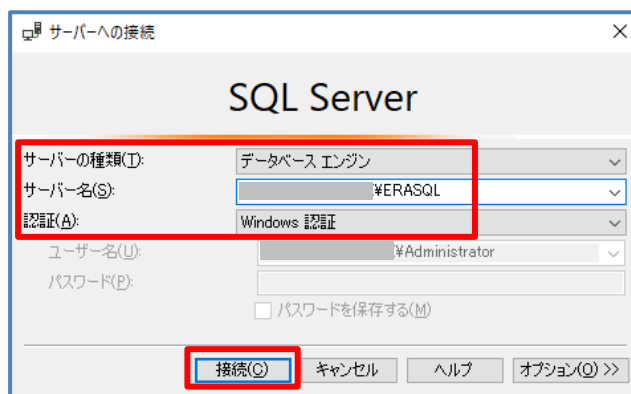 サーバーへの接続
SQL Server
サーバーの種類(T): データベース エンジン
サーバー名(S): ¥ERASQL
認証(A): Windows 認証
ユーザー名(U): ¥Administrator
パスワード(P):
パスワードを保存する(M)
接続(C) キャンセル ヘルプ オプション(O) >>